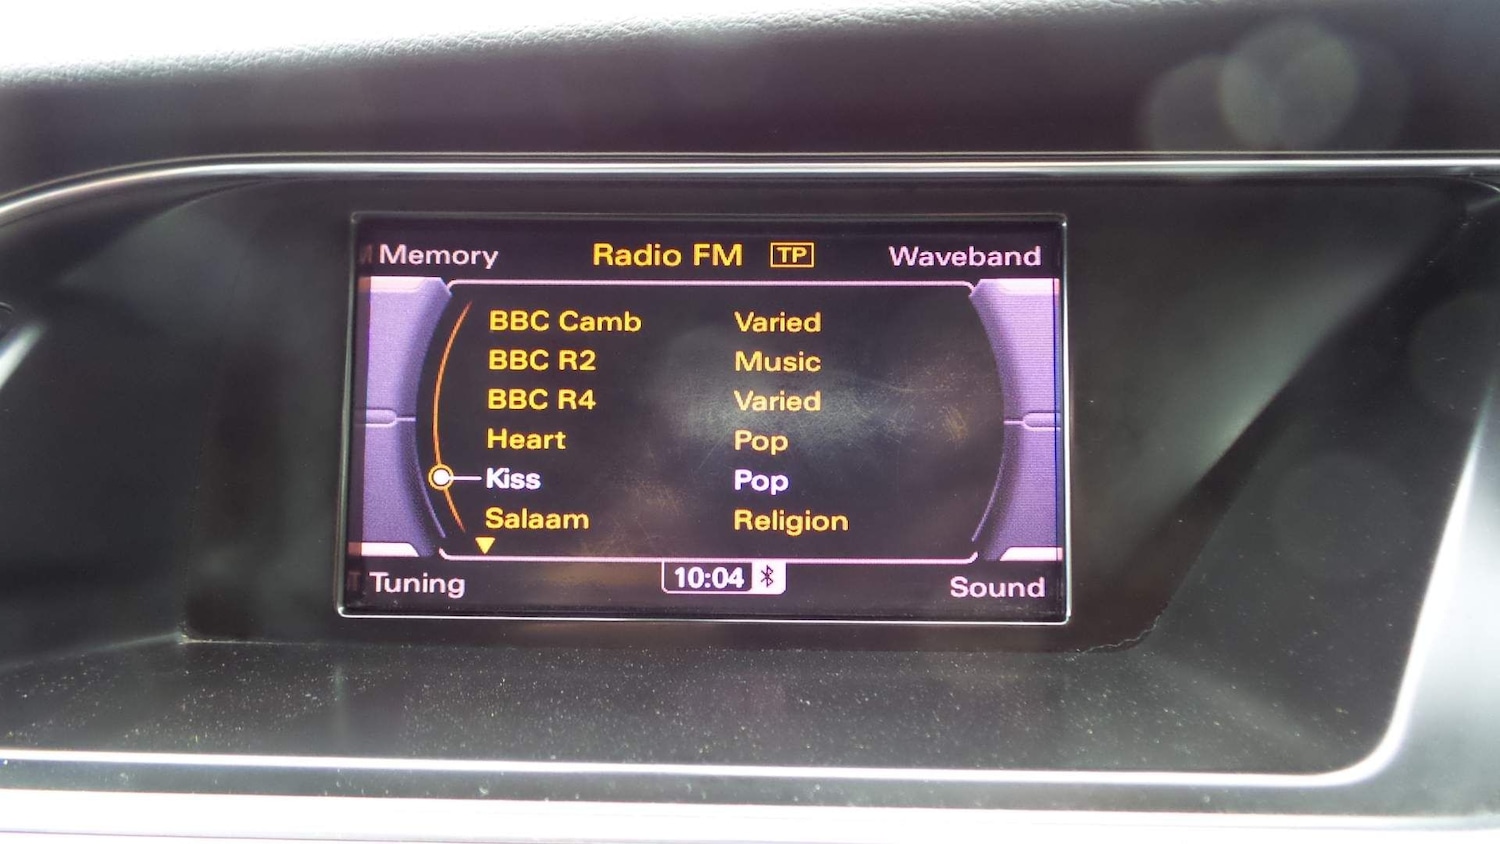 Memory Radio FM TP Waveband
BBC Camb Varied
BBC R2 Music
BBC R4 Varied
Heart Pop
Kiss Pop
Salaam Religion
Tuning 10:04 Sound